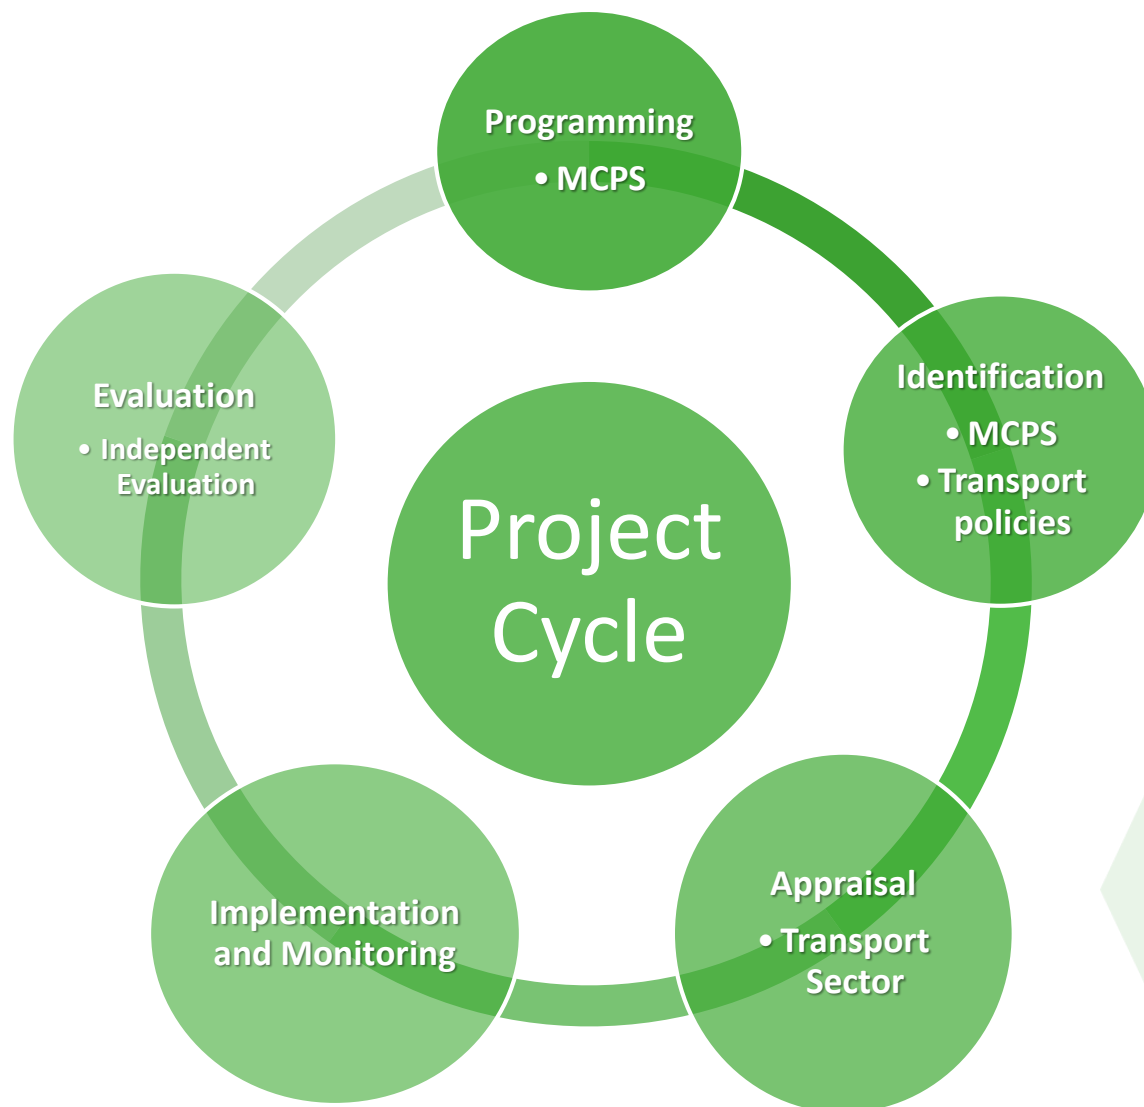 Programming
• MCPS
Identification
• MCPS
• Transport
policies
Project
Cycle
Evaluation
• Independent
Evaluation
Appraisal
• Transport
Sector
Implementation
and Monitoring